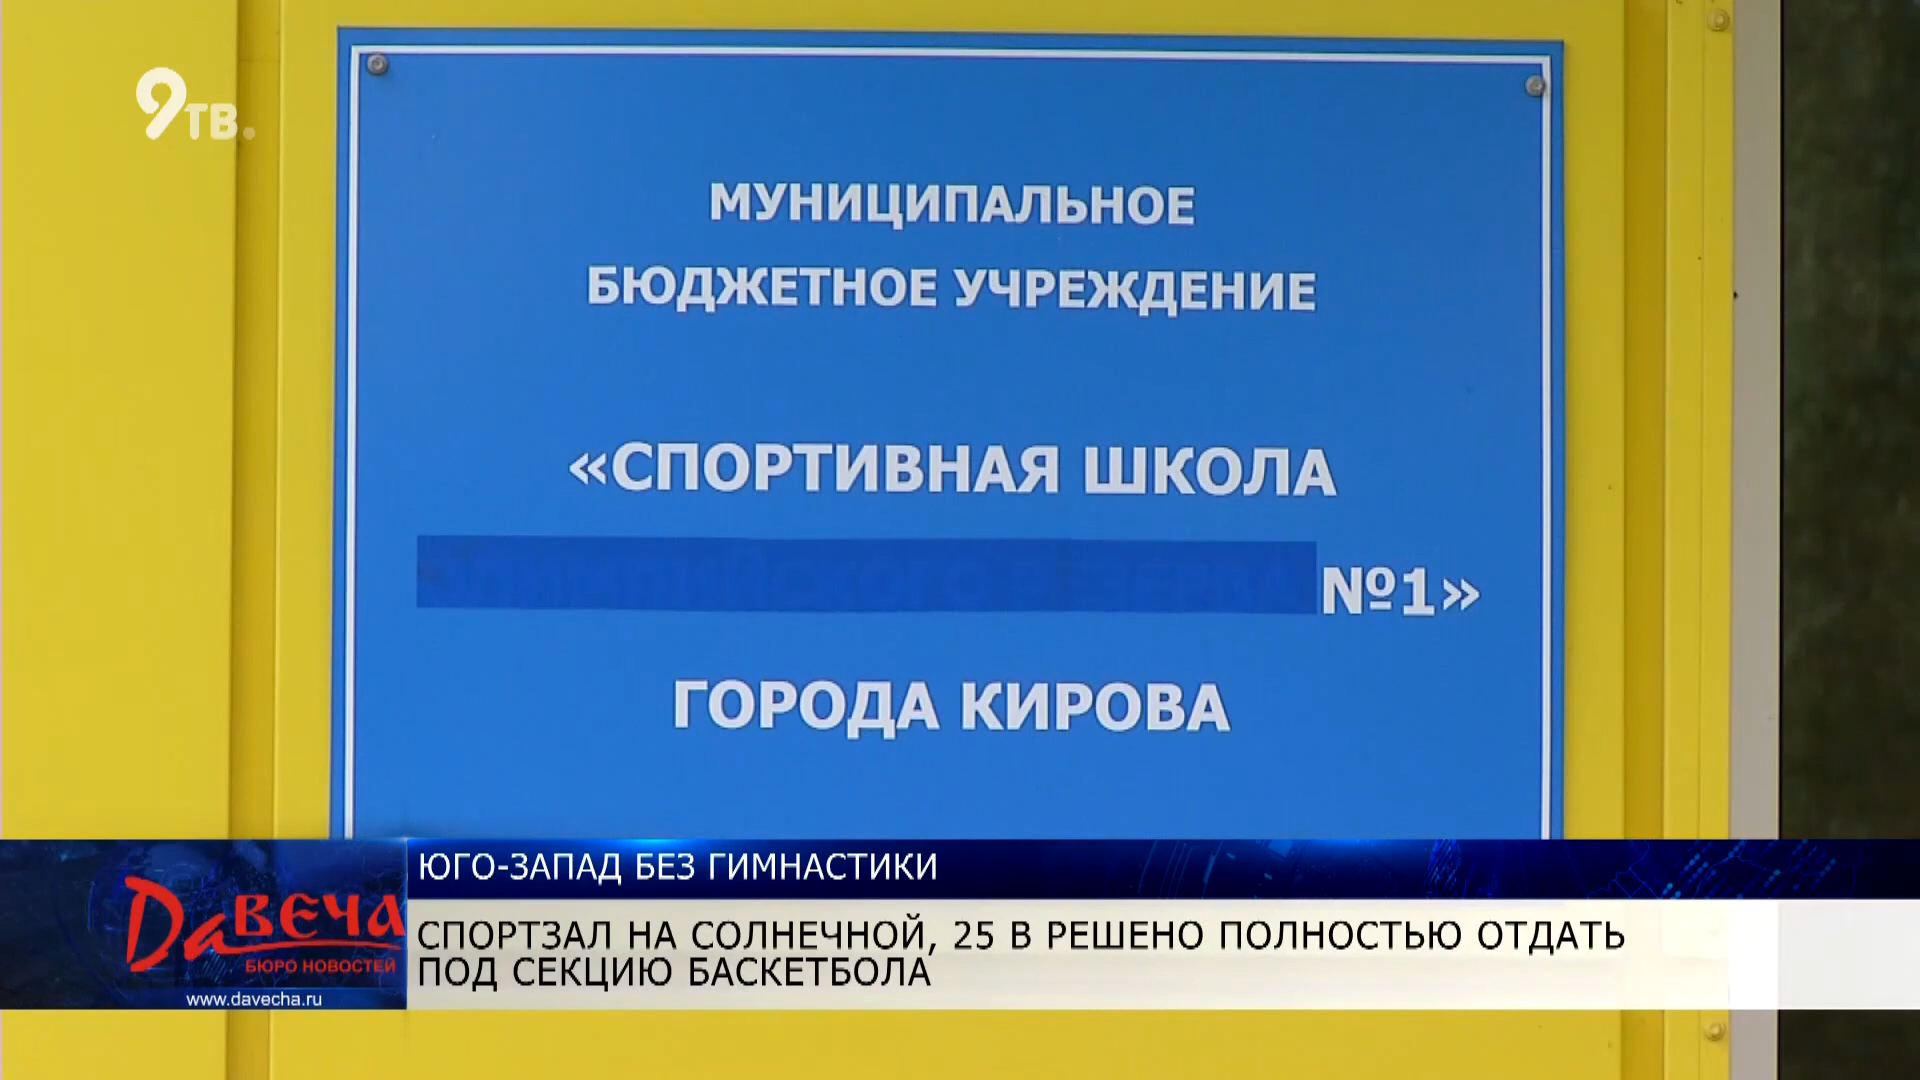 9ТВ.
МУНИЦИПАЛЬНОЕ
БЮДЖЕТНОЕ УЧРЕЖДЕНИЕ
«СПОРТИВНАЯ ШКОЛА
№1»
ГОРОДА КИРОВА
ЮГО-ЗАПАД БЕЗ ГИМНАСТИКИ
ДаВЕЧА
БЮРО НОВОСТЕЙ
www.davecha.ru
СПОРТЗАЛ НА СОЛНЕЧНОЙ, 25 В РЕШЕНО ПОЛНОСТЬЮ ОТДАТЬ
ПОД СЕКЦИЮ БАСКЕТБОЛА